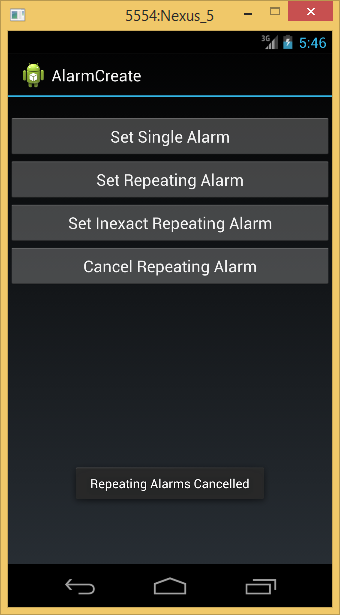 5554:Nexus_5
3G 5:46
AlarmCreate
Set Single Alarm
Set Repeating Alarm
Set Inexact Repeating Alarm
Cancel Repeating Alarm
Repeating Alarms Cancelled